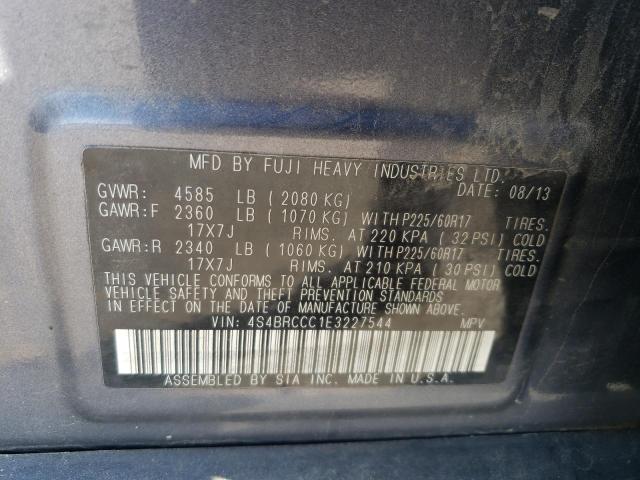 MFD BY FUJI HEAVY INDUSTRIES LTD.
GVWR: 4585 LB (2080 KG) DATE: 08/13
GAWR:F 2360 LB (1070 KG) WITH P225/60R17 TIRES.
17X7J RIMS. AT 220 KPA (32 PSI) COLD
GAWR:R 2340 LB (1060 KG) WITH P225/60R17 TIRES.
17X7J RIMS. AT 210 KPA (30 PSI) COLD
THIS VEHICLE CONFORMS TO ALL APPLICABLE FEDERAL MOTOR
VEHICLE SAFETY AND THEFT PREVENTION STANDARDS
IN EFFECT ON THE DATE OF MANUFACTURE SHOWN ABOVE.
VIN: 4S4BRCCC1E3227544 MPV
ASSEMBLED BY SIA INC. MADE IN U.S.A.